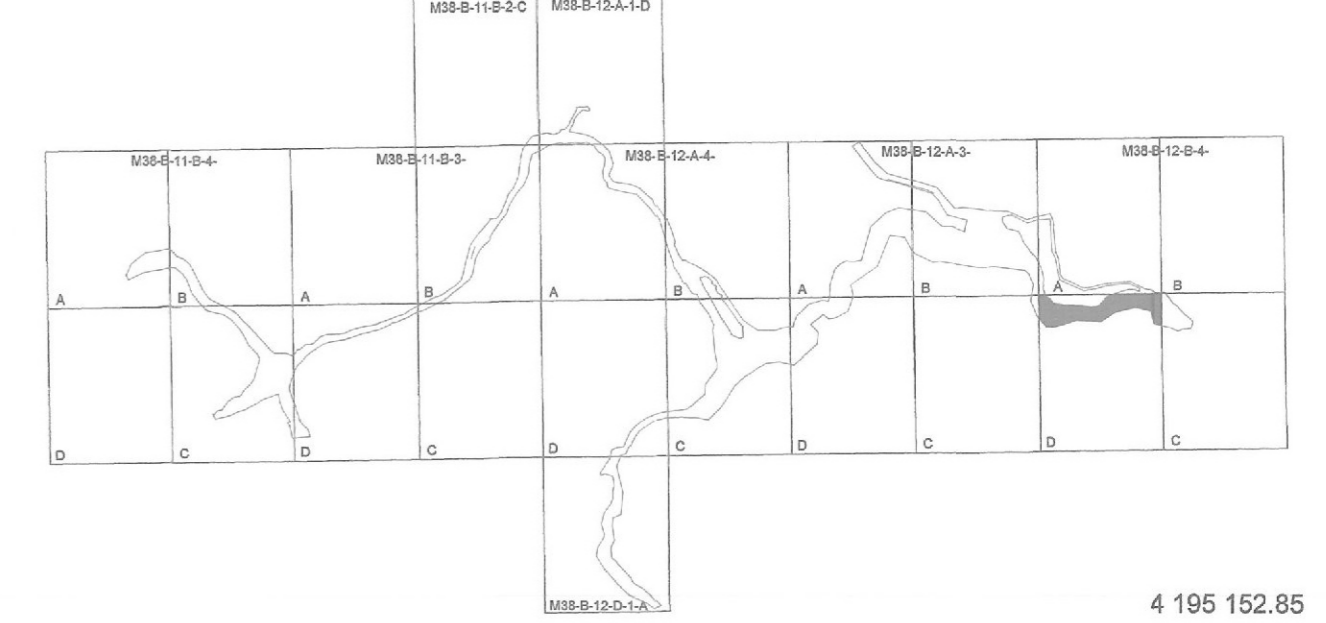 M38-B-11-B-2-C M38-B-12-A-1-D
M38-B-11-B-4- M38-B-11-B-3- M38-B-12-A-4- M38-B-12-A-3- M38-B-12-B-4-
A B A B A B A B A B
D C D C D C D C D C
M38-B-12-D-1-A
4 195 152.85